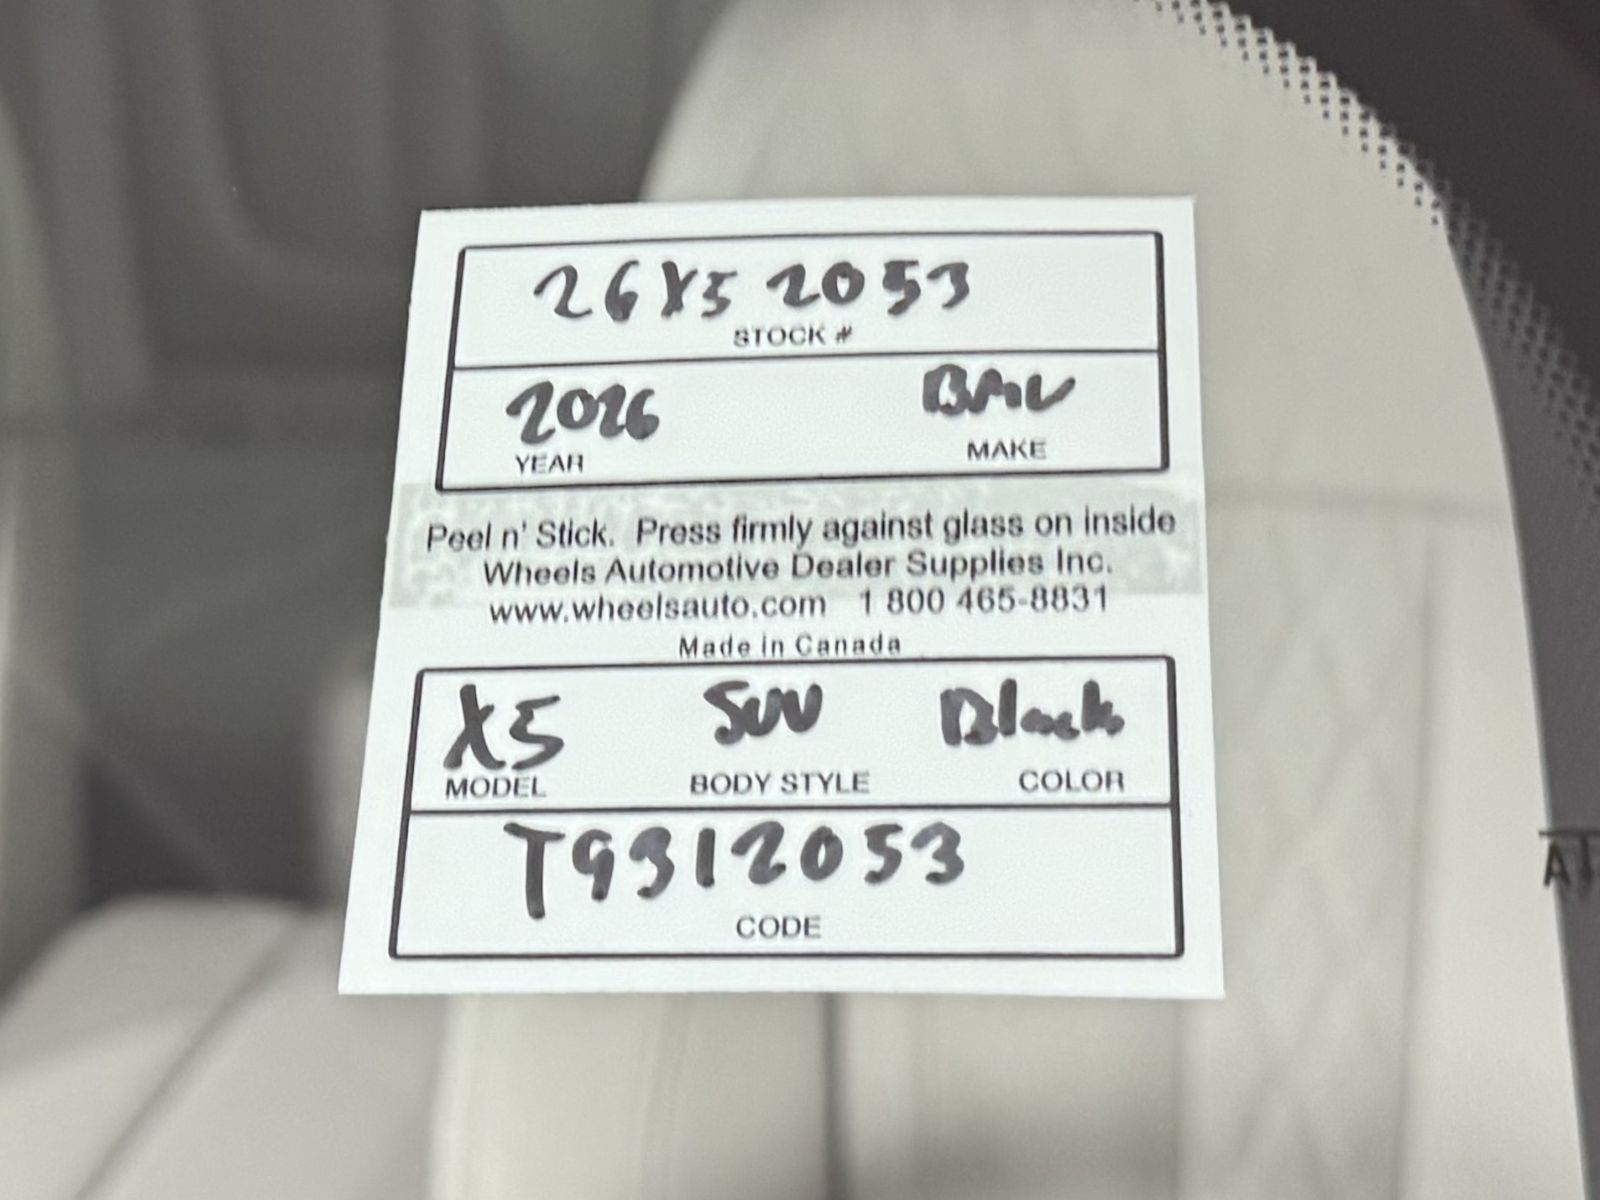 26X5 2053
STOCK #
2026 BMW
YEAR MAKE
Peel n' Stick. Press firmly against glass on inside
Wheels Automotive Dealer Supplies Inc.
www.wheelsauto.com 1 800 465-8831
Made in Canada
X5 SUV Black
MODEL BODY STYLE COLOR
T9312053
CODE